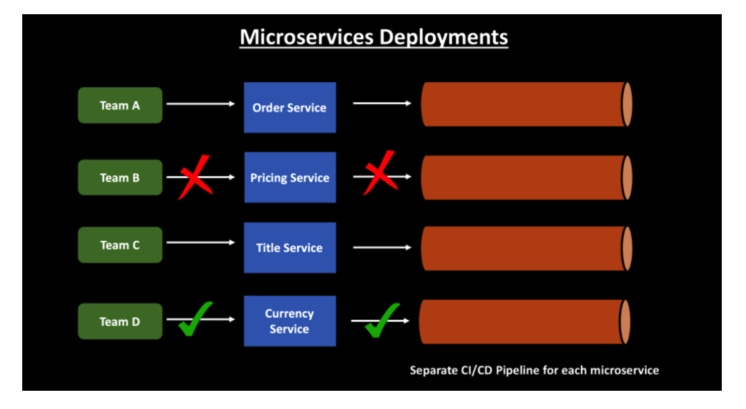 Microservices Deployments
Team A
Order Service
Team B
Pricing Service
Team C
Title Service
Team D
Currency
Service
Separate CI/CD Pipeline for each microservice